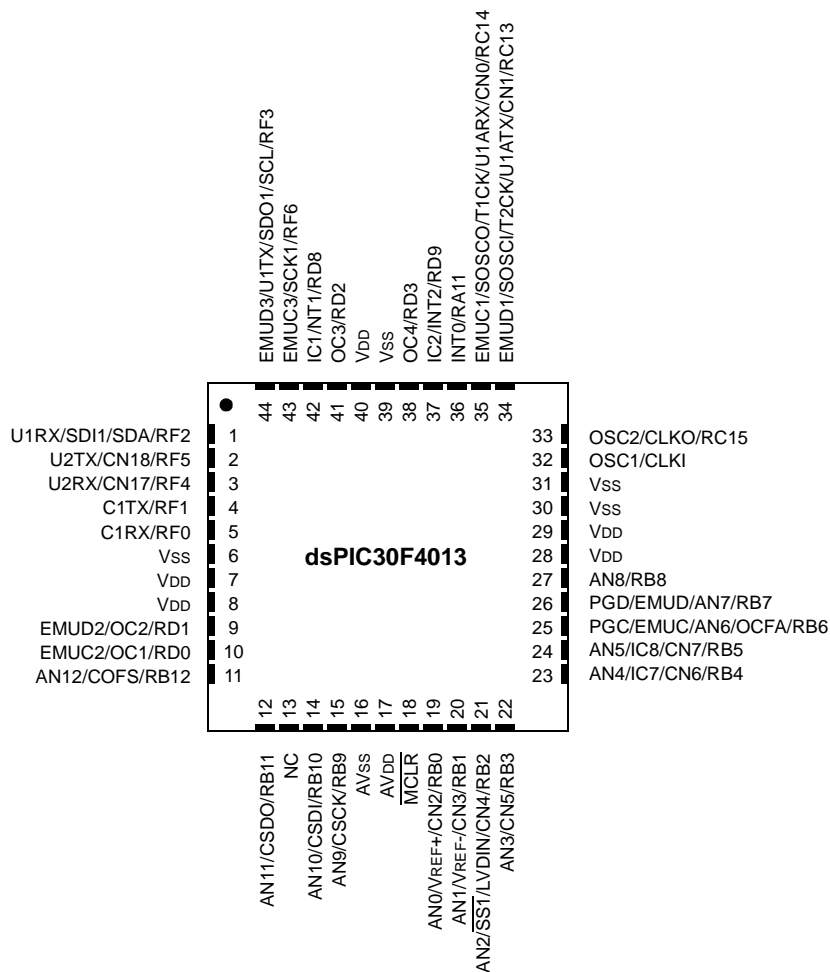 EMUD3/U1TX/SDO1/SCL/RF3
EMUC3/SCK1/RF6
IC1/NT1/RD8
OC3/RD2
VDD
VSS
OC4/RD3
IC2/INT2/RD9
INT0/RA11
EMUC1/SOSCO/T1CK/U1ARX/CN0/RC14
EMUD1/SOSCI/T2CK/U1ATX/CN1/RC13
44
43
42
41
40
39
38
37
36
35
34
U1RX/SDI1/SDA/RF2 1
U2TX/CN18/RF5 2
U2RX/CN17/RF4 3
C1TX/RF1 4
C1RX/RF0 5
VSS 6
VDD 7
VDD 8
EMUD2/OC2/RD1 9
EMUC2/OC1/RD0 10
AN12/COFS/RB12 11
dsPIC30F4013
33 OSC2/CLKO/RC15
32 OSC1/CLKI
31 VSS
30 VSS
29 VDD
28 VDD
27 AN8/RB8
26 PGD/EMUD/AN7/RB7
25 PGC/EMUC/AN6/OCFA/RB6
24 AN5/IC8/CN7/RB5
23 AN4/IC7/CN6/RB4
12
13
14
15
16
17
18
19
20
21
22
AN11/CSDO/RB11
NC
AN10/CSDI/RB10
AN9/CSCK/RB9
AVSS
AVDD
MCLR
AN0/VREF+/CN2/RB0
AN1/VREF-/CN3/RB1
AN2/SS1/LVDIN/CN4/RB2
AN3/CN5/RB3